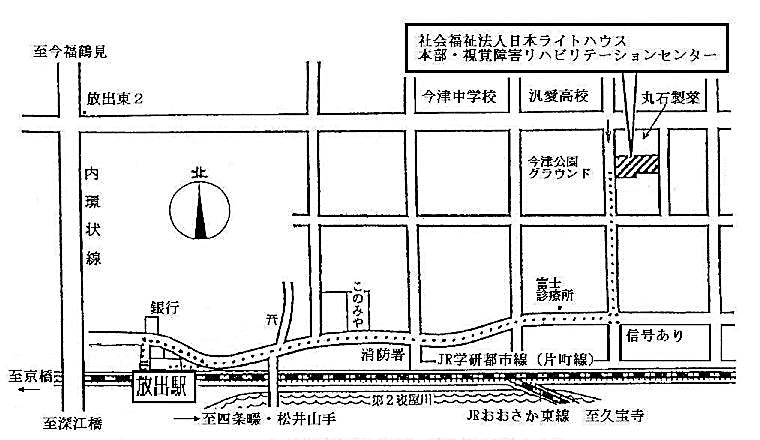 社会福祉法人日本ライトハウス
本部・視覚障害リハビリテーションセンター
至今福鶴見
放出東2
今津中学校
汎愛高校
丸石製薬
今津公園
グラウンド
内環状線
北
富士
診療所
このみや
銀行
信号あり
消防署
JR学研都市線（片町線）
至京橋
放出駅
第2寝屋川
至深江橋
至四条畷・松井山手
JRおおさか東線
至久宝寺